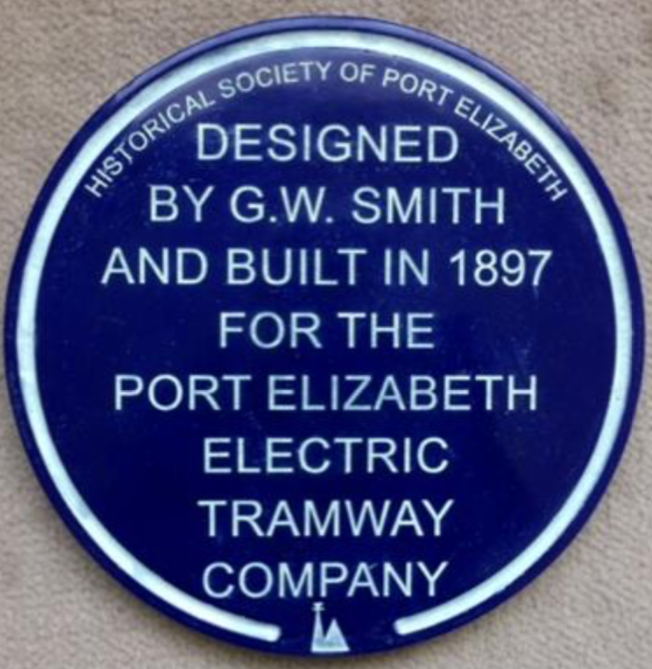 HISTORICAL SOCIETY OF PORT ELIZABETH
DESIGNED
BY G.W. SMITH
AND BUILT IN 1897
FOR THE
PORT ELIZABETH
ELECTRIC
TRAMWAY
COMPANY